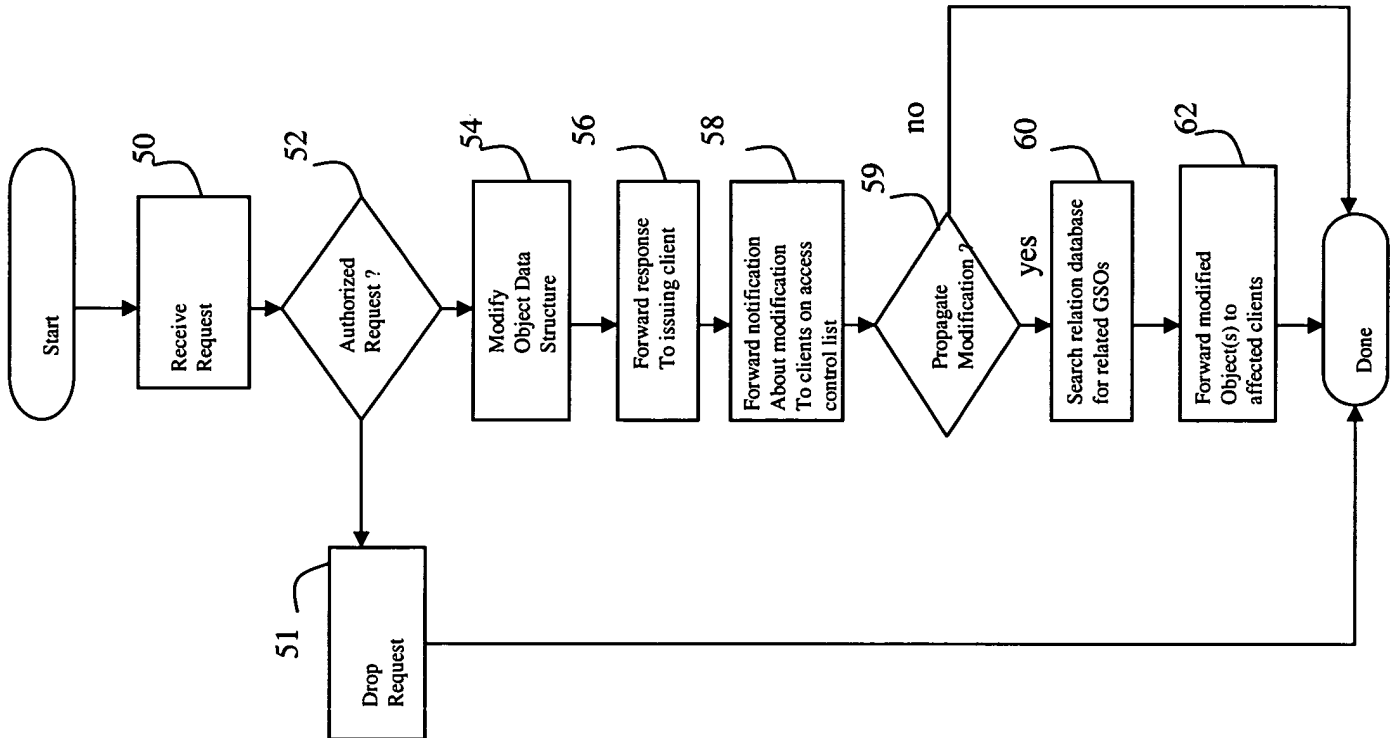 Start
50
Receive
Request
52
Authorized
Request ?
51
Drop
Request
54
Modify
Object Data
Structure
56
Forward response
To issuing client
58
Forward notification
About modification
To clients on access
control list
59
Propagate
Modification ?
no
yes
60
Search relation database
for related GSOs
62
Forward modified
Object(s) to
affected clients
Done